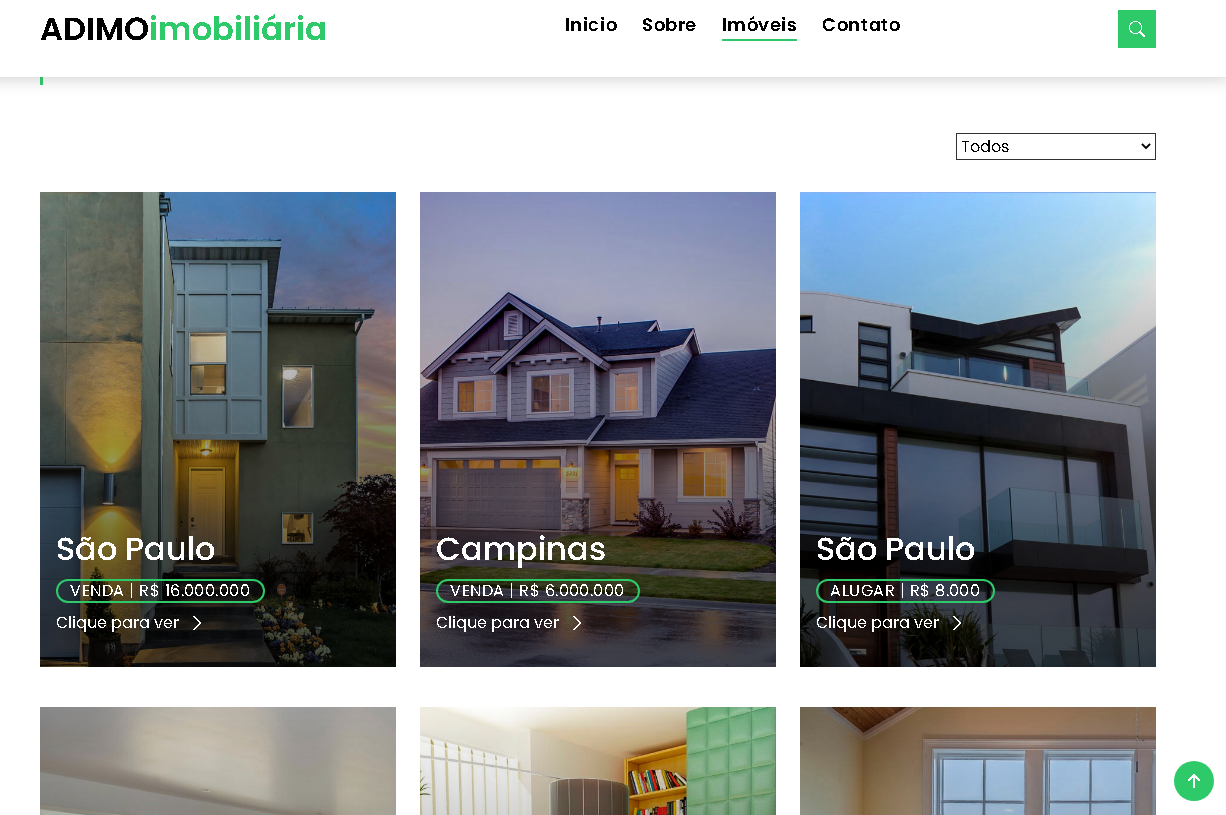 ADIMOimobiliária
Inicio Sobre Imóveis Contato
Todos
São Paulo
VENDA | R$ 16.000.000
Clique para ver
Campinas
VENDA | R$ 6.000.000
Clique para ver
São Paulo
ALUGAR | R$ 8.000
Clique para ver